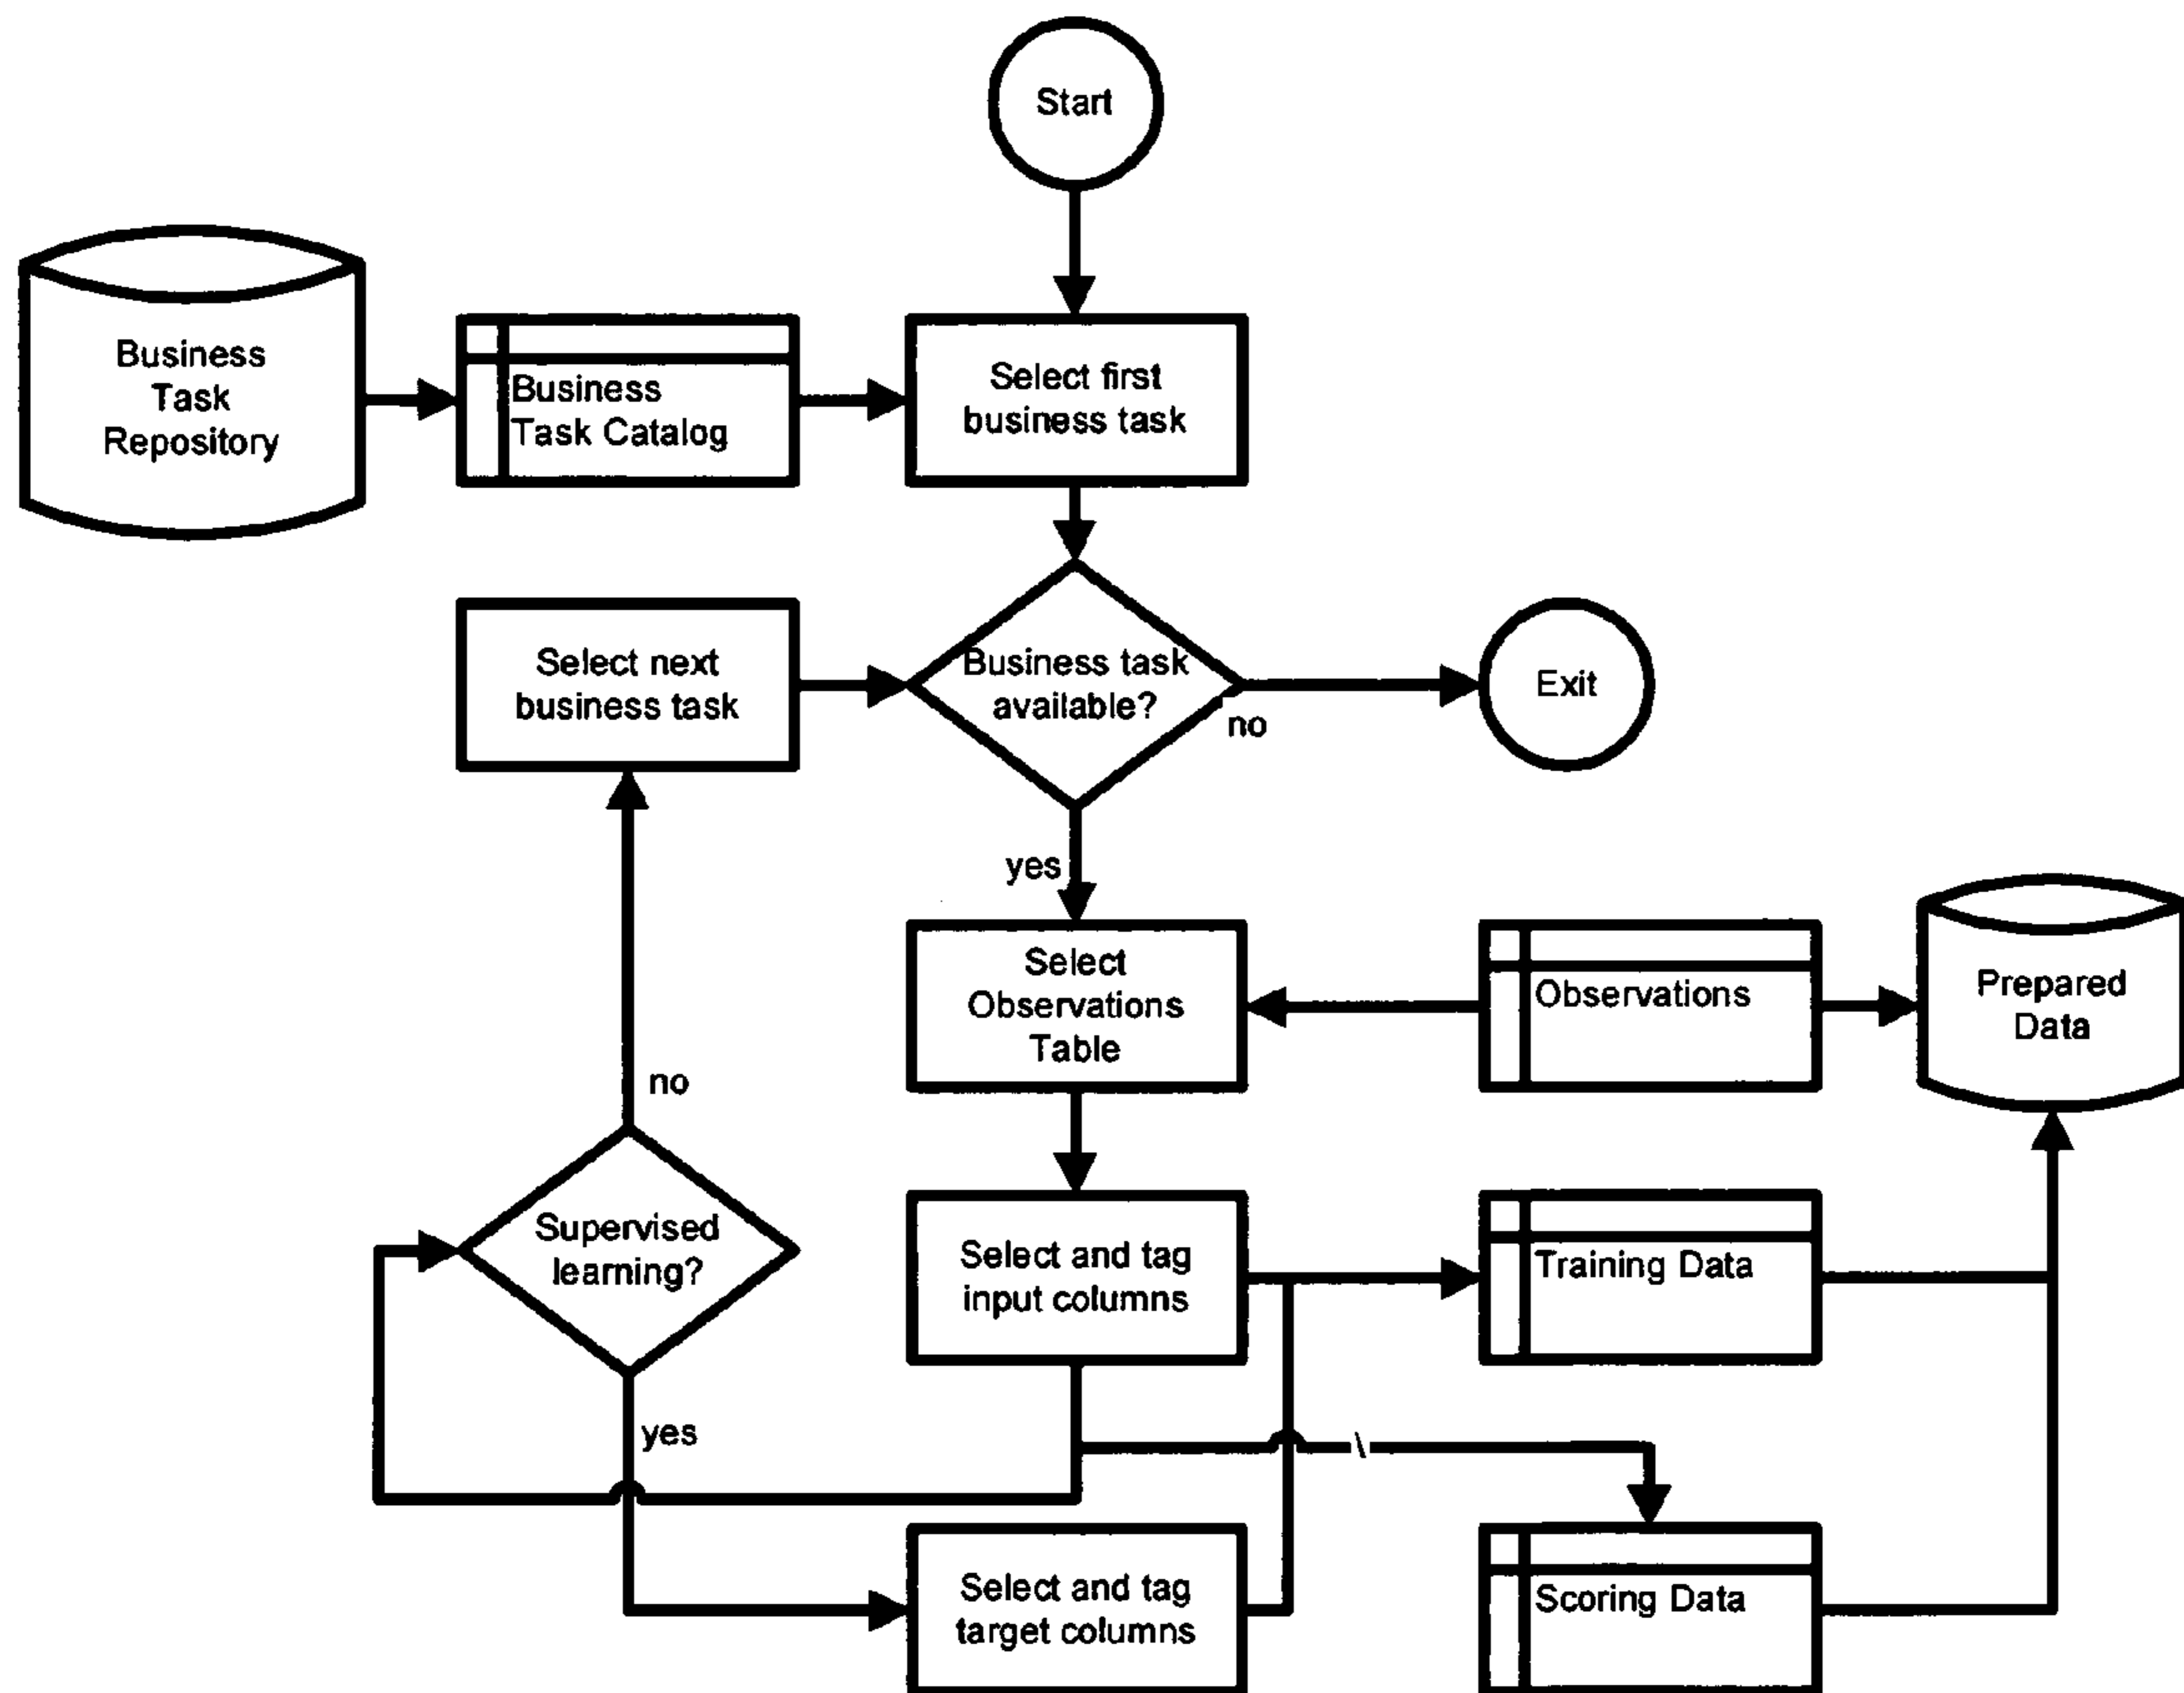 Start
Business
Task
Repository
Business
Task Catalog
Select first
business task
Select next
business task
Business task
available?
no
Exit
yes
Select
Observations
Table
Observations
Prepared
Data
no
Supervised
learning?
Select and tag
input columns
Training Data
yes
Select and tag
target columns
Scoring Data